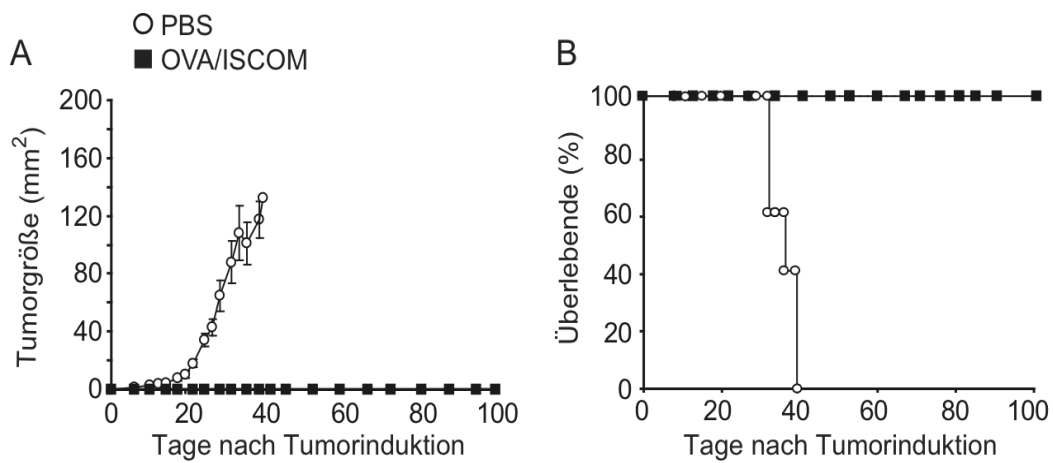 PBS
OVA/ISCOM
A
200
160
120
80
40
0
Tumorgröße (mm²)
0 20 40 60 80 100
Tage nach Tumorinduktion
B
100
80
60
40
20
0
Überlebende (%)
0 20 40 60 80 100
Tage nach Tumorinduktion